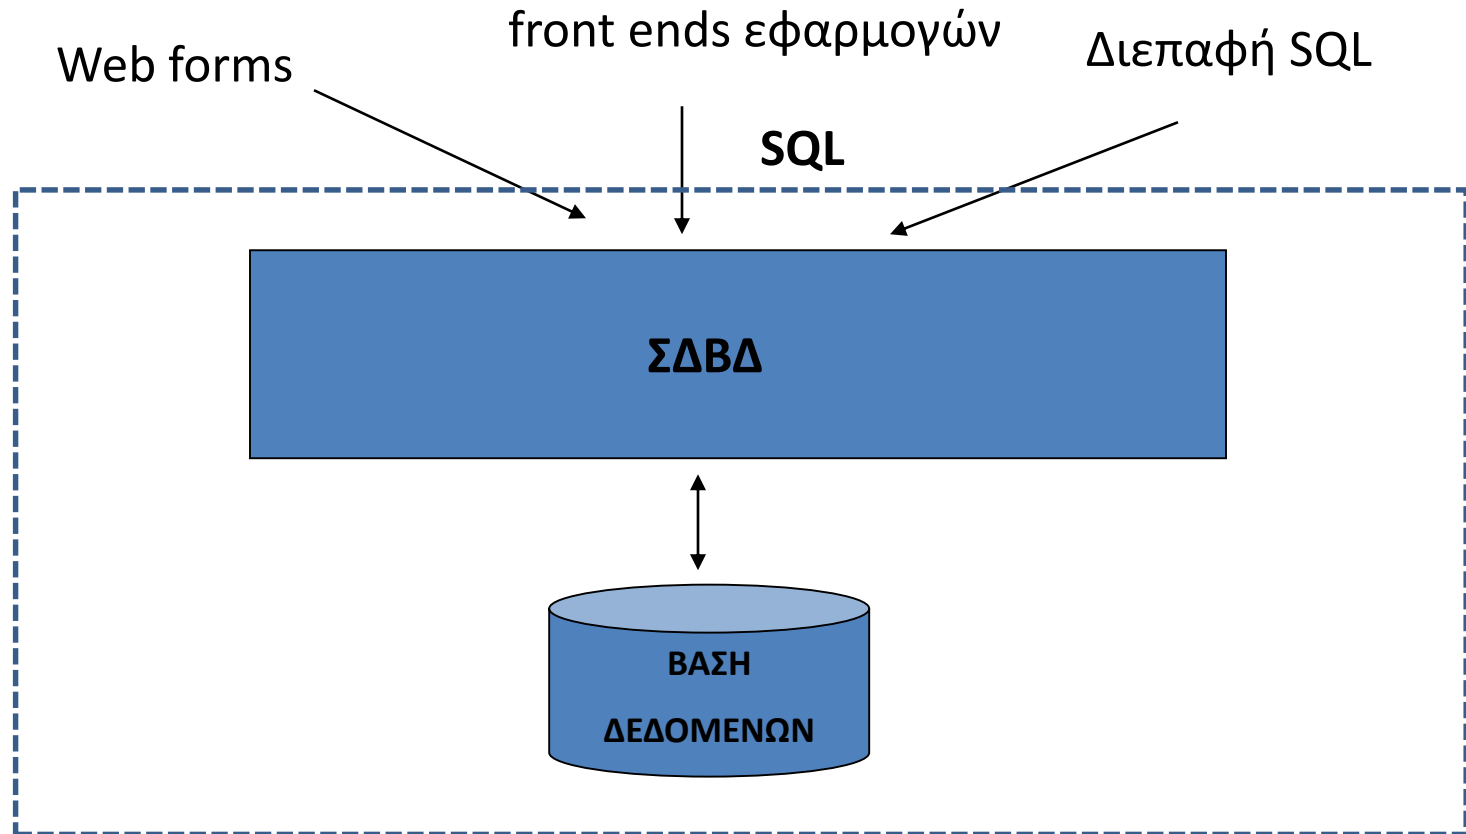 Web forms
front ends εφαρμογών
Διεπαφή SQL
SQL
ΣΔΒΔ
ΒΑΣΗ
ΔΕΔΟΜΕΝΩΝ